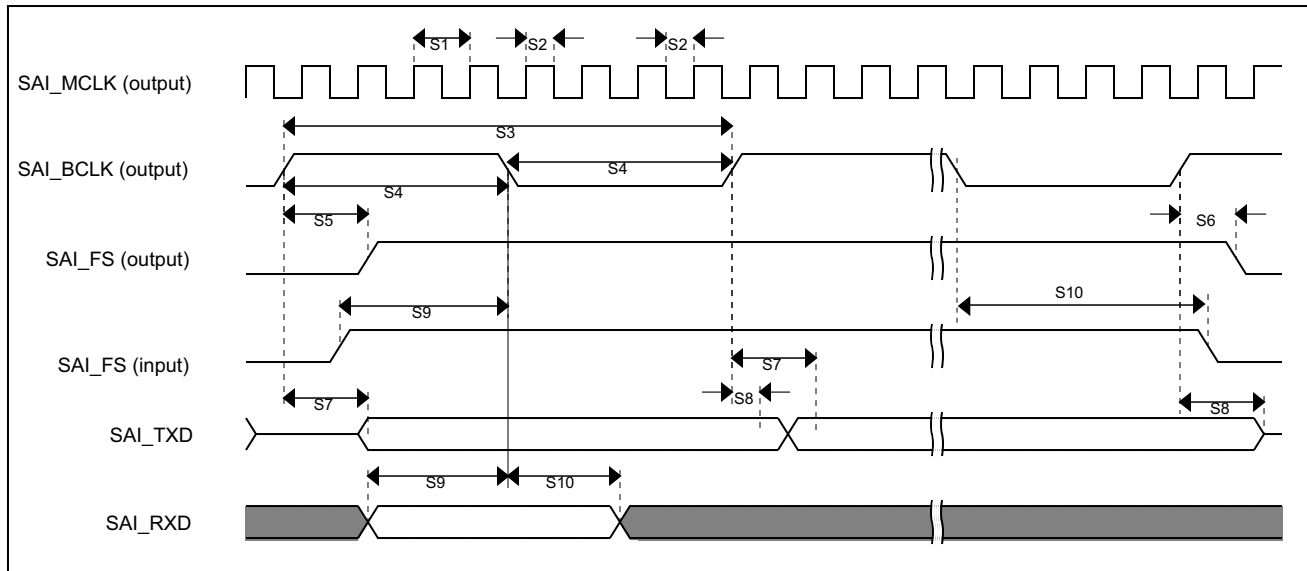 S1 S2 S2
SAI_MCLK (output)
S3
SAI_BCLK (output)
S4
S4
S5 S6
SAI_FS (output)
S10
S9
SAI_FS (input)
S7
S7
S8
S8
SAI_TXD
S9 S10
SAI_RXD